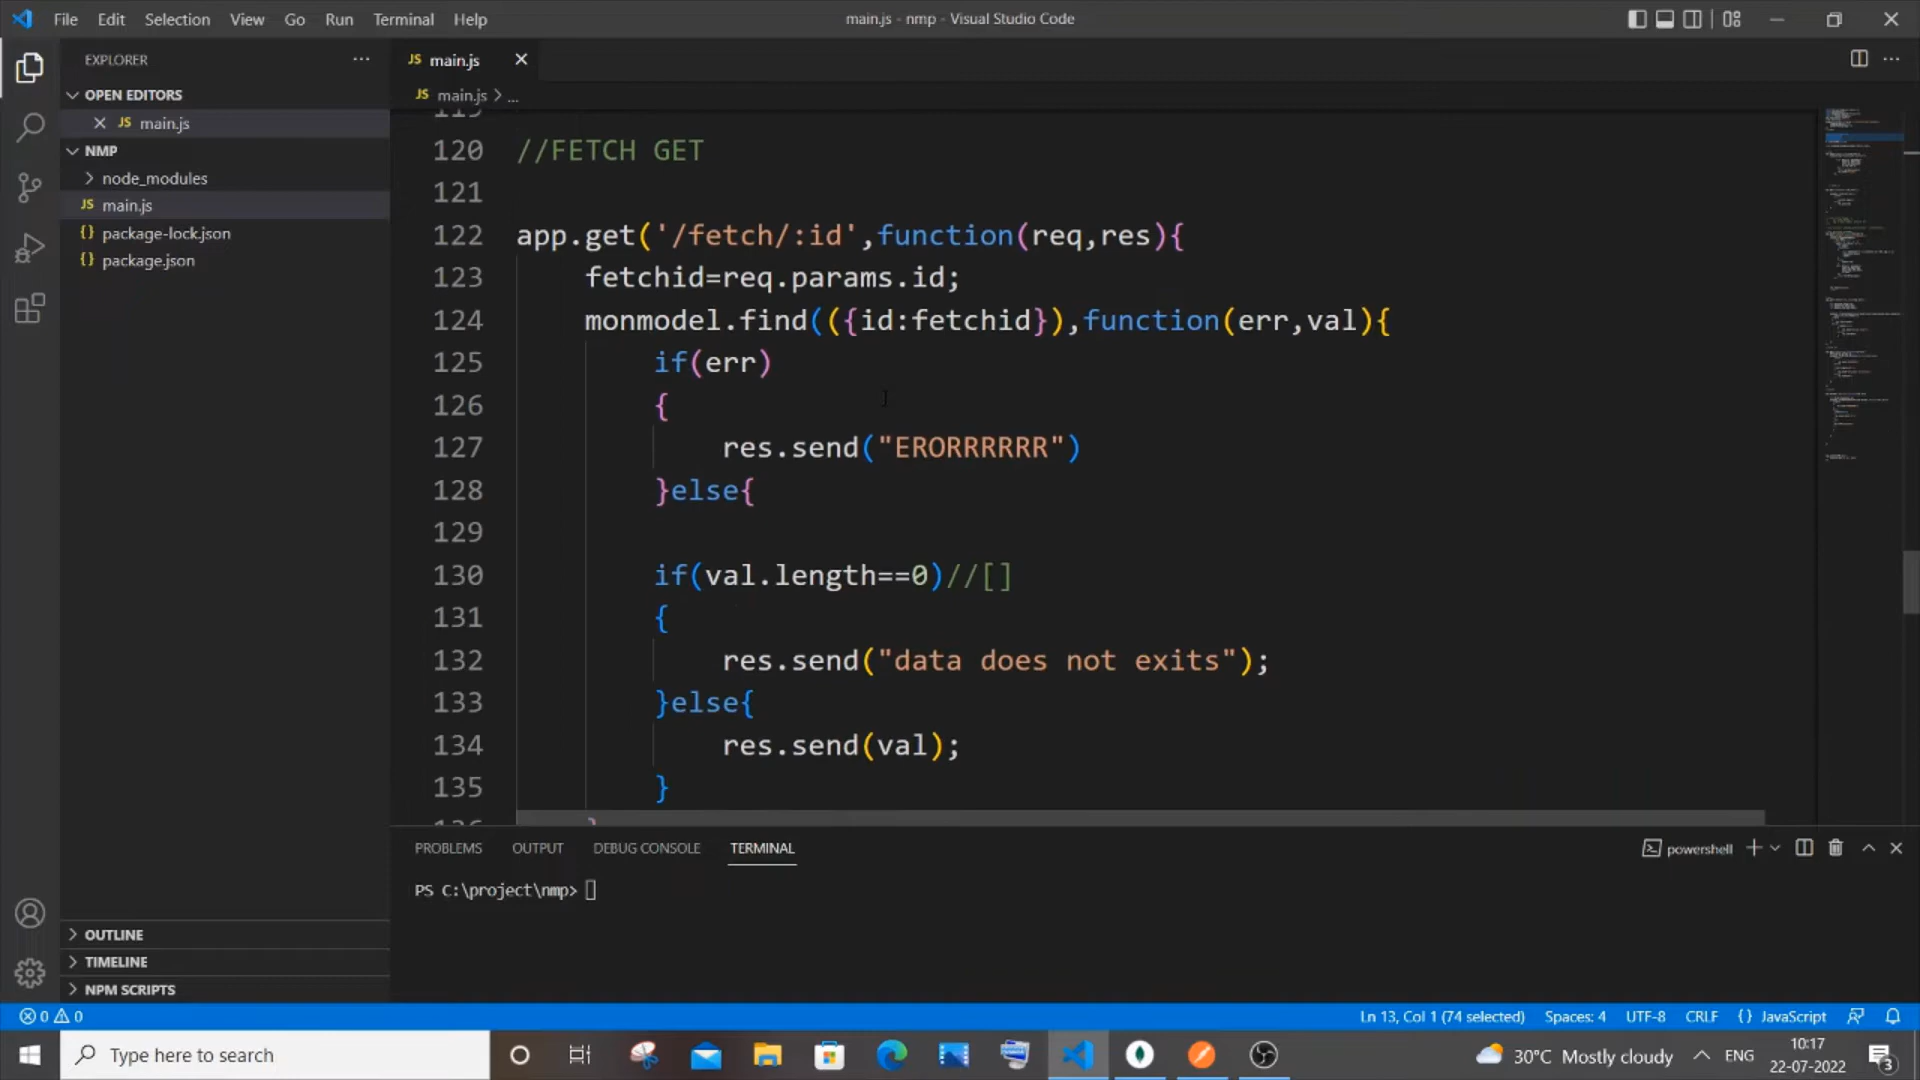 File Edit Selection View Go Run Terminal Help
main.js - nmp - Visual Studio Code
EXPLORER
OPEN EDITORS
JS main.js
NMP
node_modules
JS main.js
{} package-lock.json
{} package.json
OUTLINE
TIMELINE
NPM SCRIPTS
JS main.js
JS main.js > ...
120 //FETCH GET
121
122 app.get('/fetch/:id',function(req,res){
123 fetchid=req.params.id;
124 monmodel.find(({id:fetchid}),function(err,val){
125 if(err)
126 {
127 res.send("ERORRRRRR")
128 }else{
129
130 if(val.length==0)//[]
131 {
132 res.send("data does not exits");
133 }else{
134 res.send(val);
135 }
PROBLEMS OUTPUT DEBUG CONSOLE TERMINAL
powershell
PS C:\project\nmp>
0 0
Ln 13, Col 1 (74 selected) Spaces: 4 UTF-8 CRLF {} JavaScript
Type here to search
30°C Mostly cloudy
ENG
10:17
22-07-2022
3